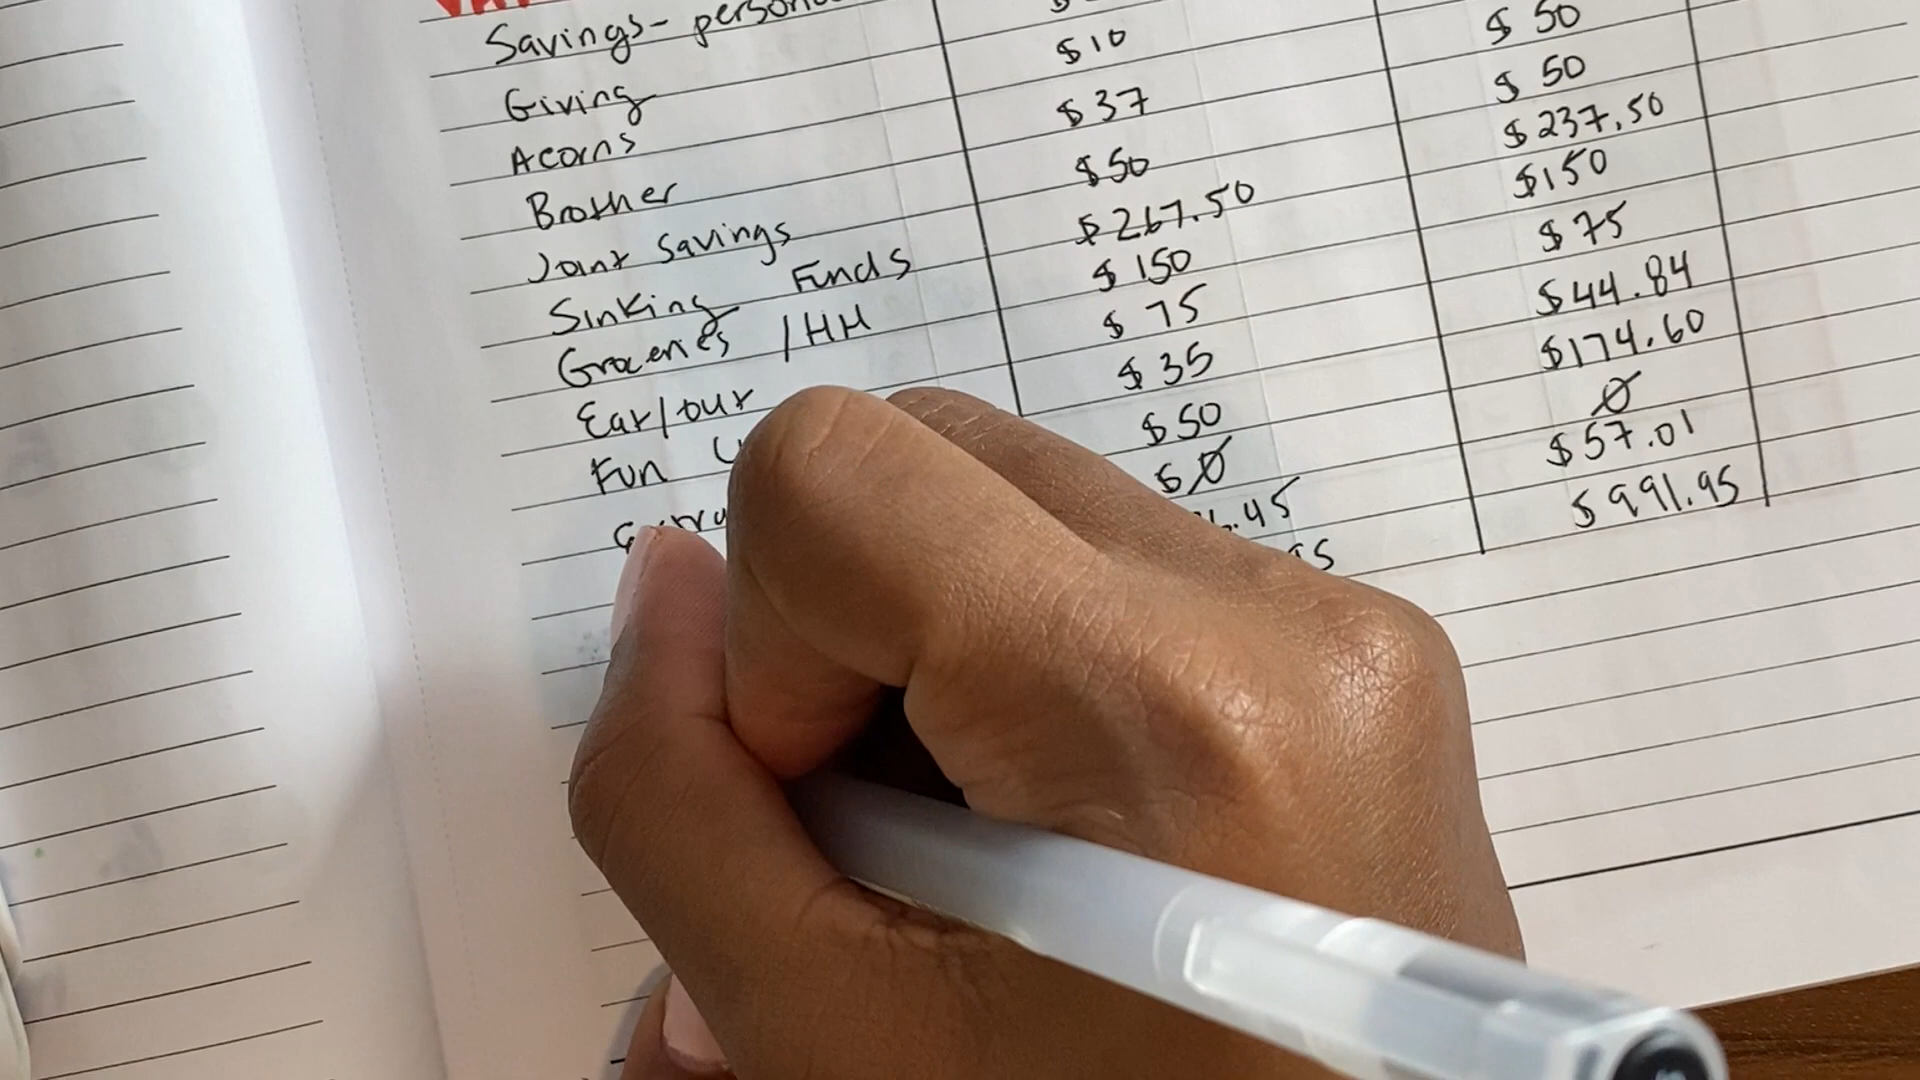 Savings-
Giving
Acorns $10
Brother $37 $50
Joint Savings $50 $50
Sinking Funds $267.50 $237.50
Groceries /HH $150 $150
Eat/out $75 $75
Fun $35 $44.84
$50 $174.60
$0 0
.45 $57.01
$991.95